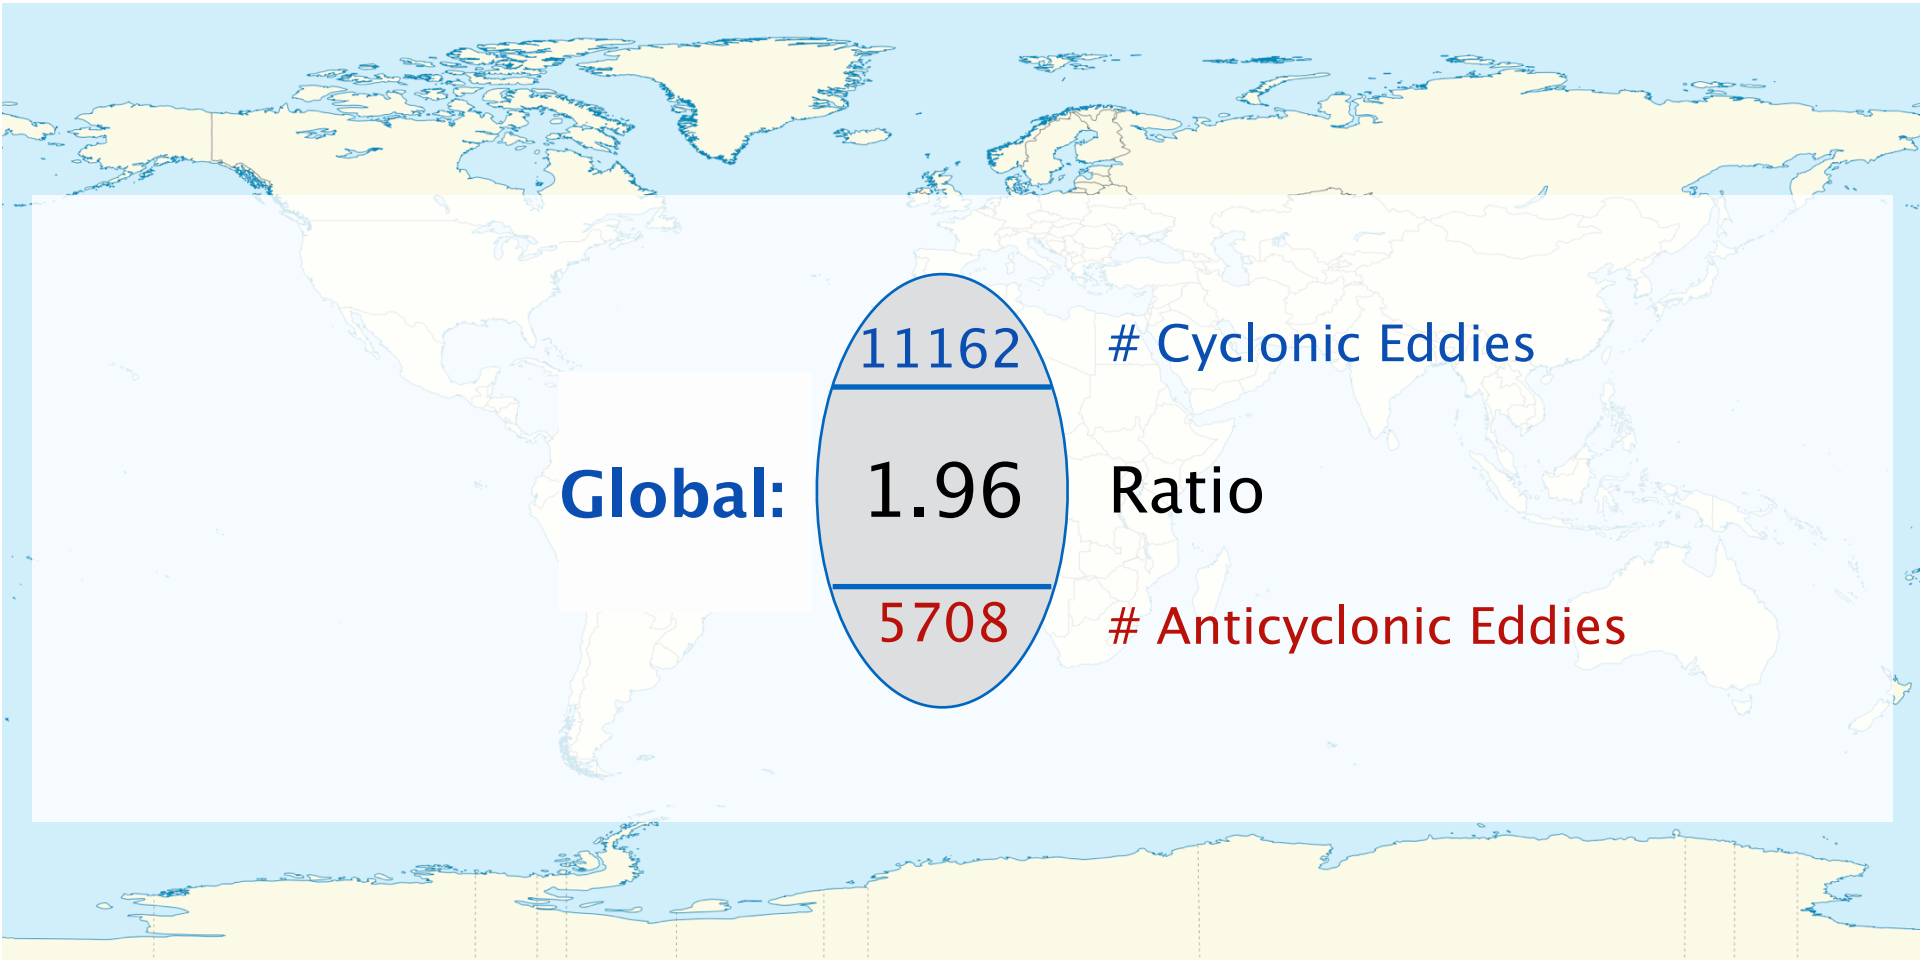 11162
# Cyclonic Eddies
Global:
1.96
Ratio
5708
# Anticyclonic Eddies